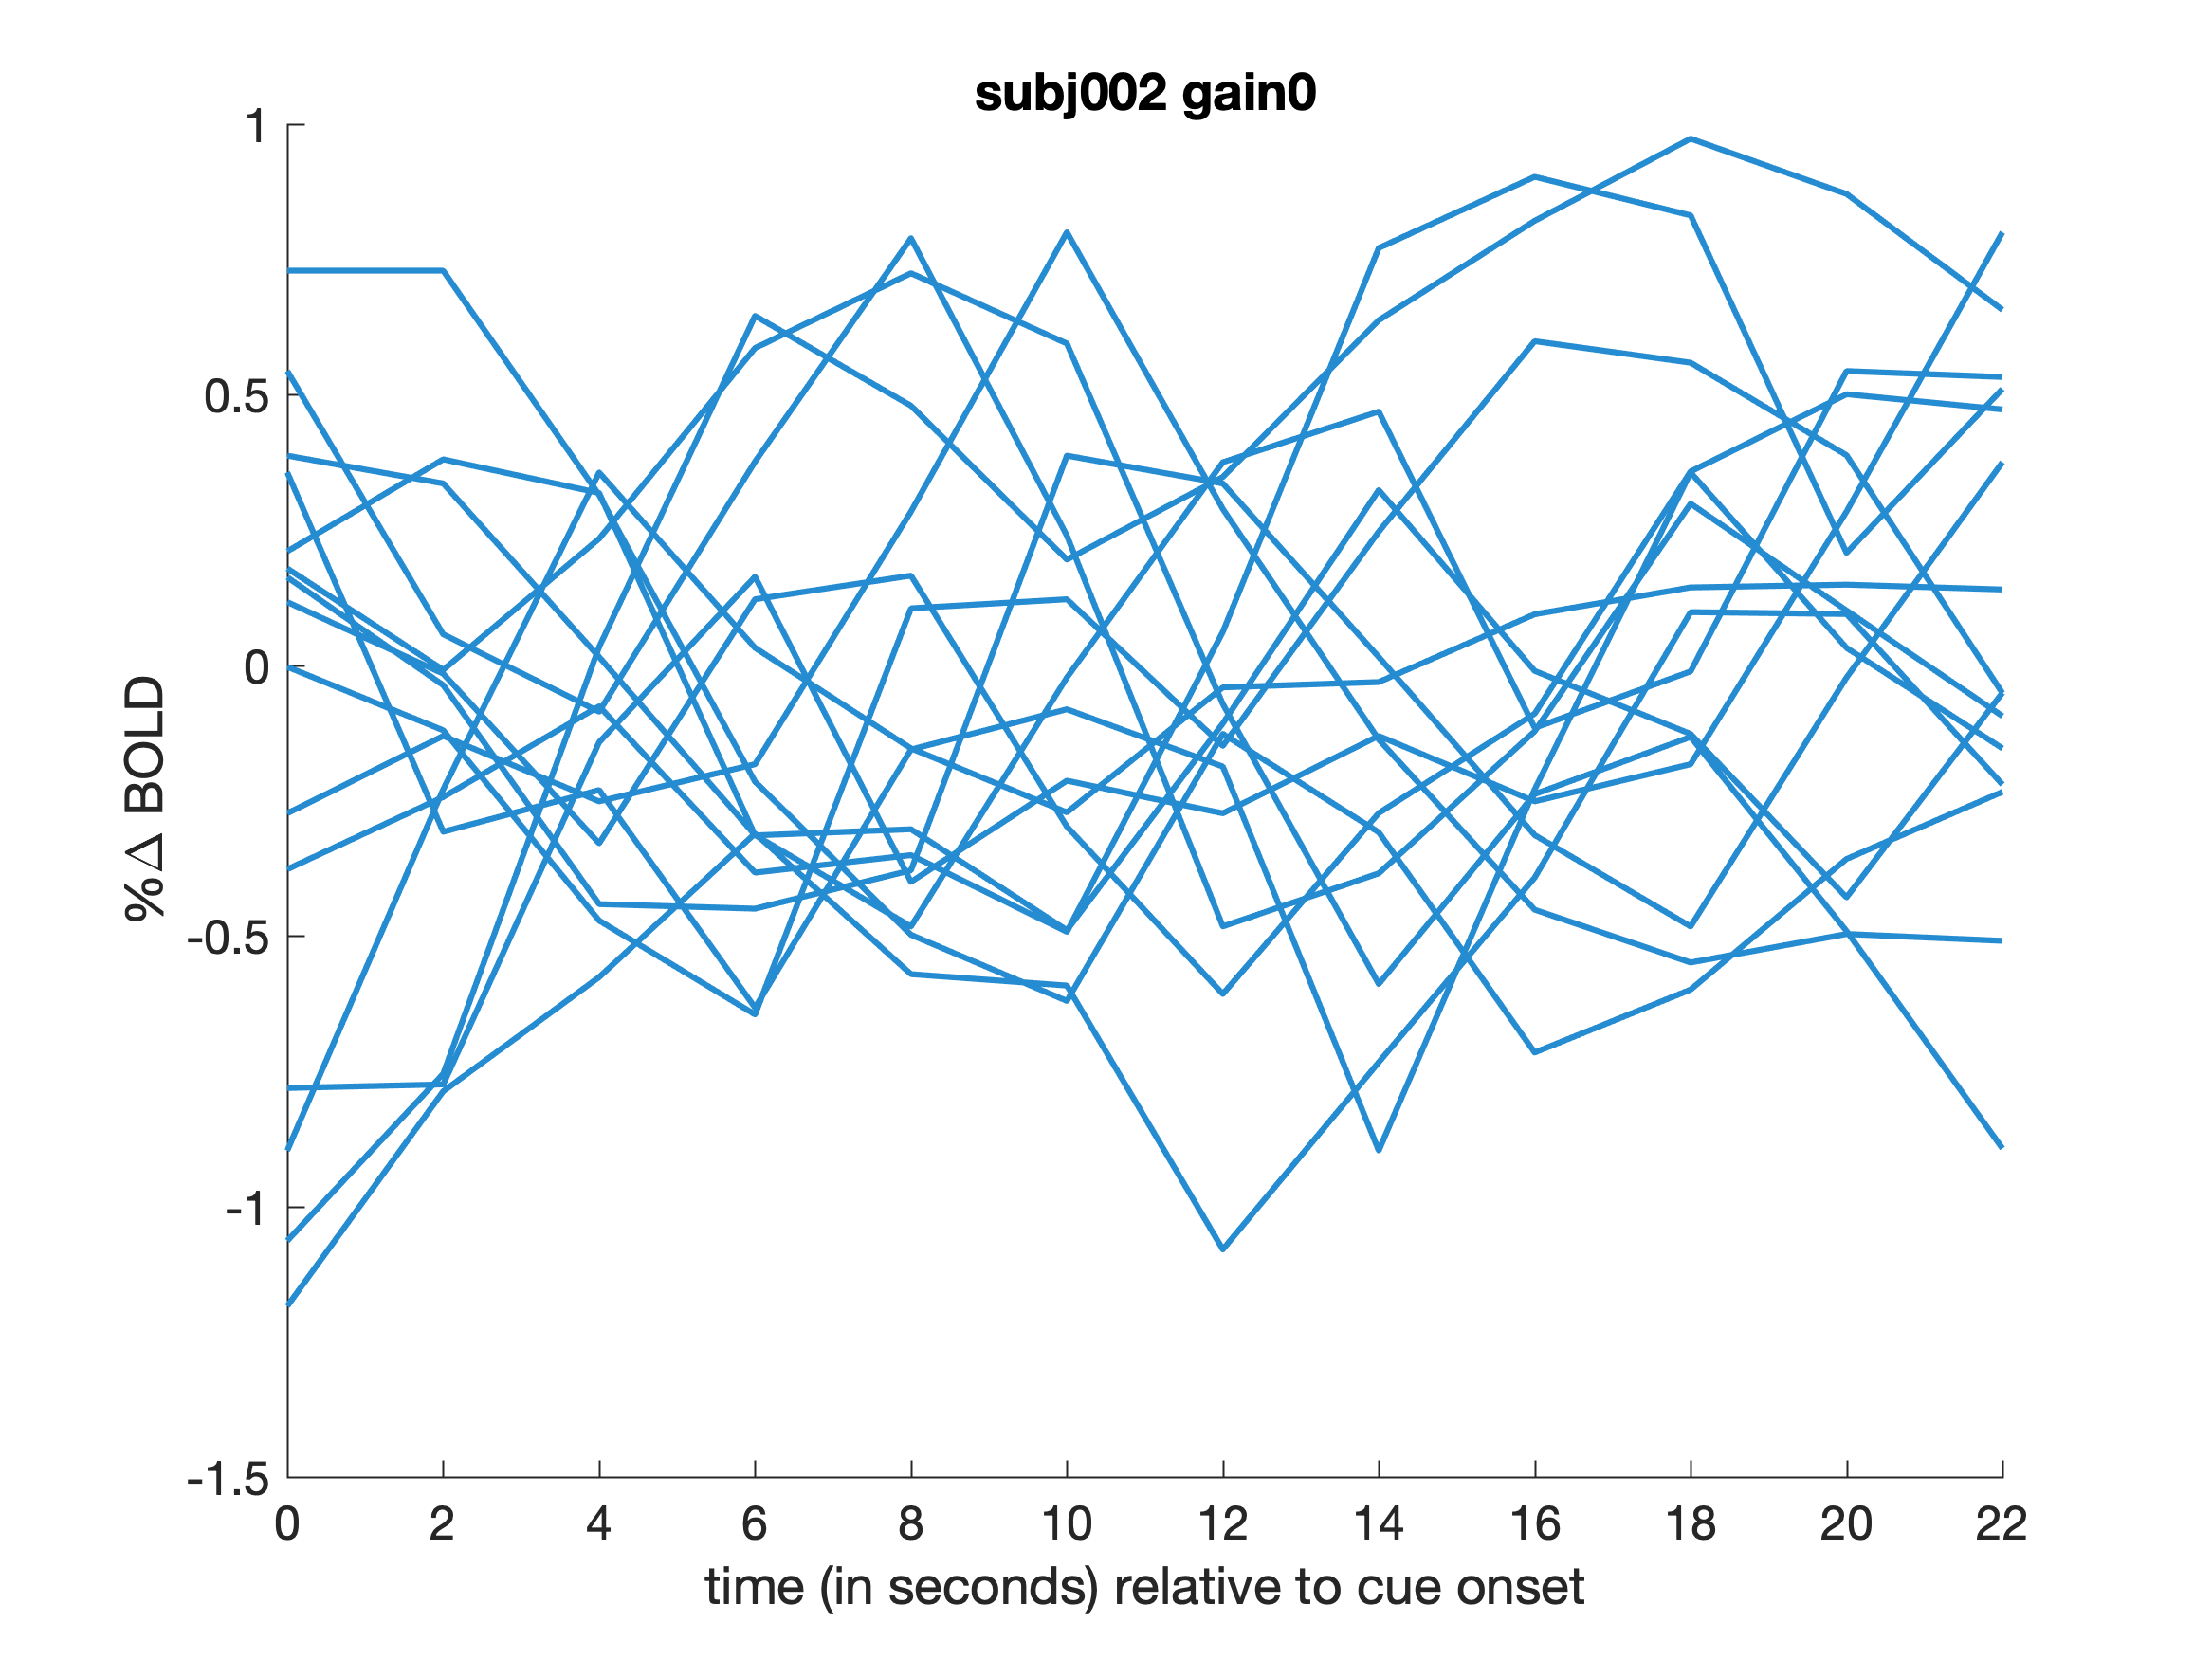 subj002 gain0
1
0.5
0
-0.5
-1
-1.5
%Δ BOLD
0 2 4 6 8 10 12 14 16 18 20 22
time (in seconds) relative to cue onset